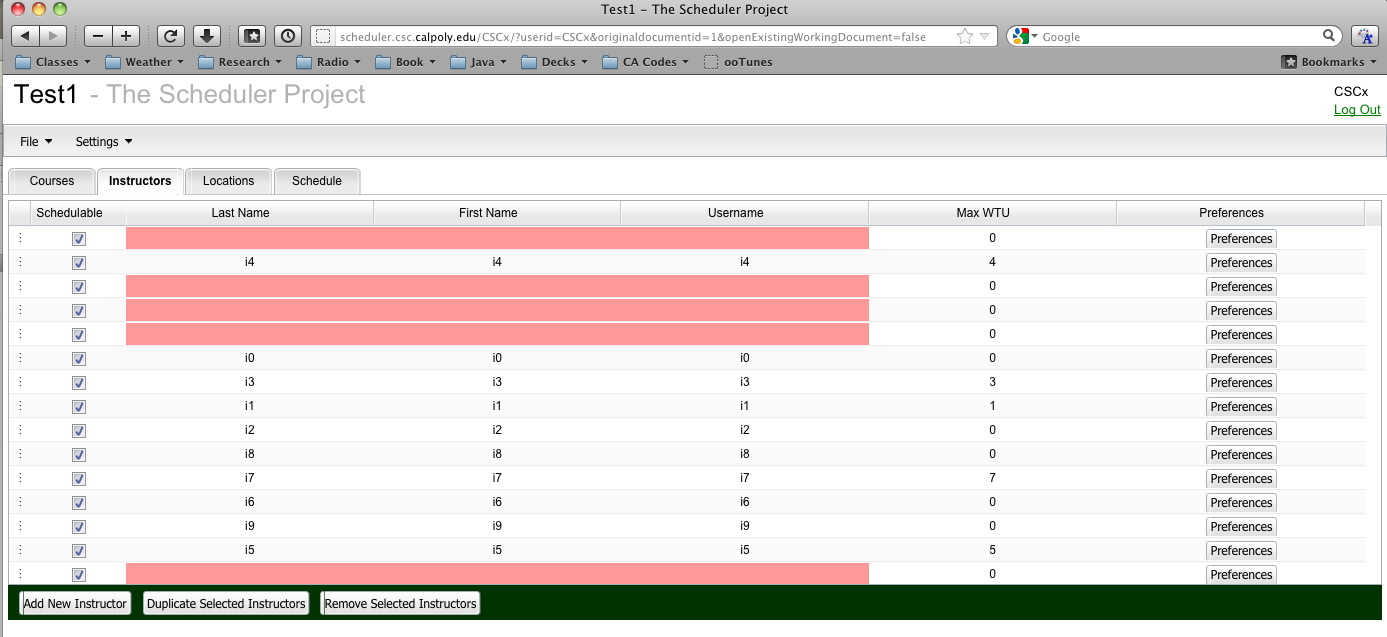 Test1 – The Scheduler Project
scheduler.csc.calpoly.edu/CSCx/?userid=CSCx&originaldocumentid=1&openExistingWorkingDocument=false Google
Classes Weather Research Radio Book Java Decks CA Codes ooTunes Bookmarks
Test1 - The Scheduler Project
CSCx
Log Out
File Settings
Courses Instructors Locations Schedule
Schedulable Last Name First Name Username Max WTU Preferences
0 Preferences
i4 i4 i4 4 Preferences
0 Preferences
0 Preferences
0 Preferences
i0 i0 i0 0 Preferences
i3 i3 i3 3 Preferences
i1 i1 i1 1 Preferences
i2 i2 i2 0 Preferences
i8 i8 i8 0 Preferences
i7 i7 i7 7 Preferences
i6 i6 i6 0 Preferences
i9 i9 i9 0 Preferences
i5 i5 i5 5 Preferences
0 Preferences
Add New Instructor Duplicate Selected Instructors Remove Selected Instructors